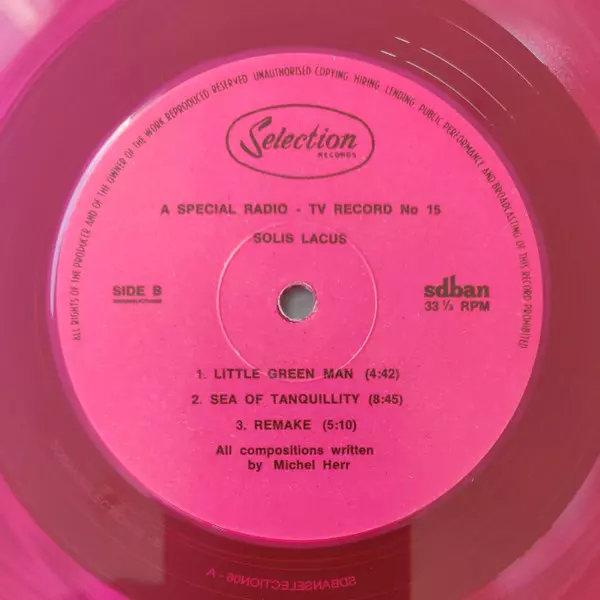 ALL RIGHTS OF THE PRODUCER AND OF THE OWNER OF THE WORK REPRODUCED RESERVED UNAUTHORISED COPYING, HIRING, LENDING, PUBLIC PERFORMANCE AND BROADCASTING OF THIS RECORD PROHIBITED
Selection
RECORDS
A SPECIAL RADIO - TV RECORD No 15
SOLIS LACUS
SIDE B
sdban
33 ⅓ RPM
1. LITTLE GREEN MAN (4:42)
2. SEA OF TANQUILLITY (8:45)
3. REMAKE (5:10)
All compositions written
by Michel Herr
SDBANSELECTION06 - A